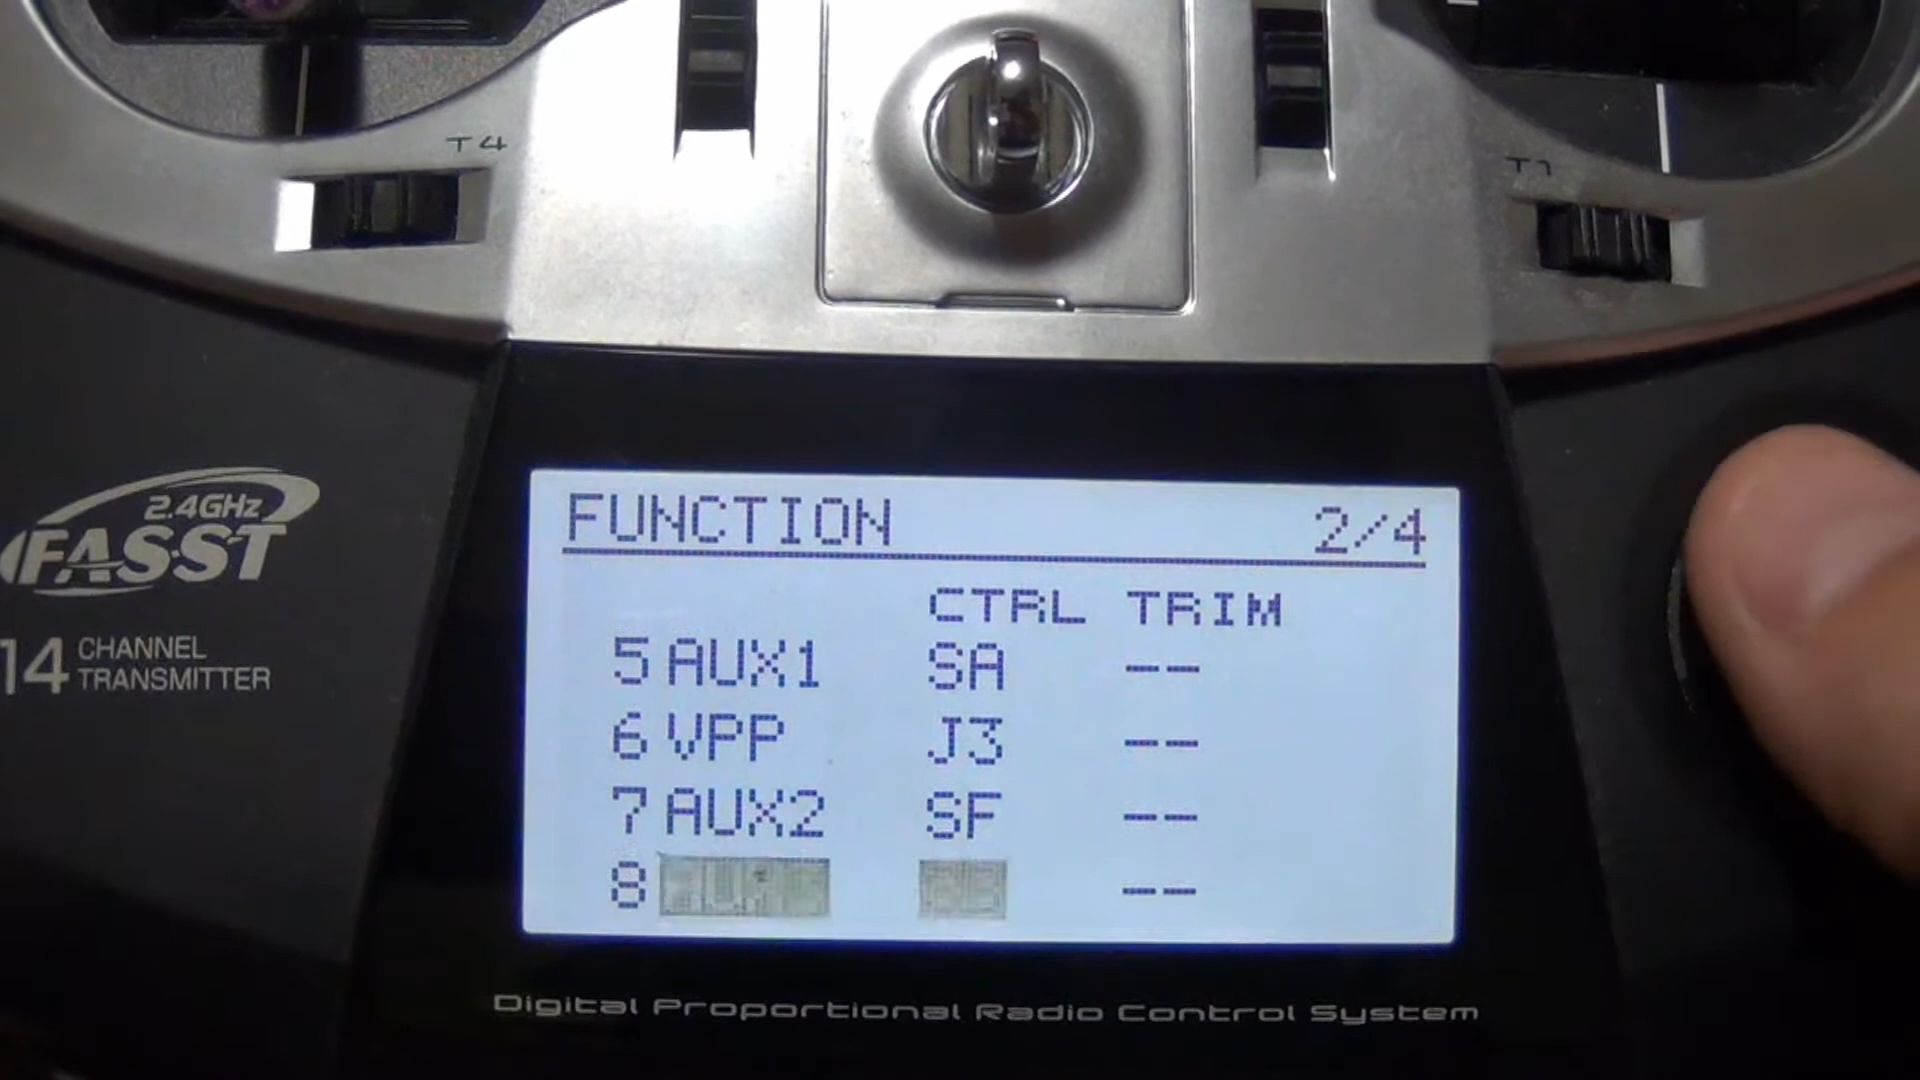 T4
T1
2.4GHz
FASST
14 CHANNEL
TRANSMITTER
FUNCTION 2/4
CTRL TRIM
5 AUX1 SA --
6 VPP J3 --
7 AUX2 SF --
8 --
Digital Proportional Radio Control System